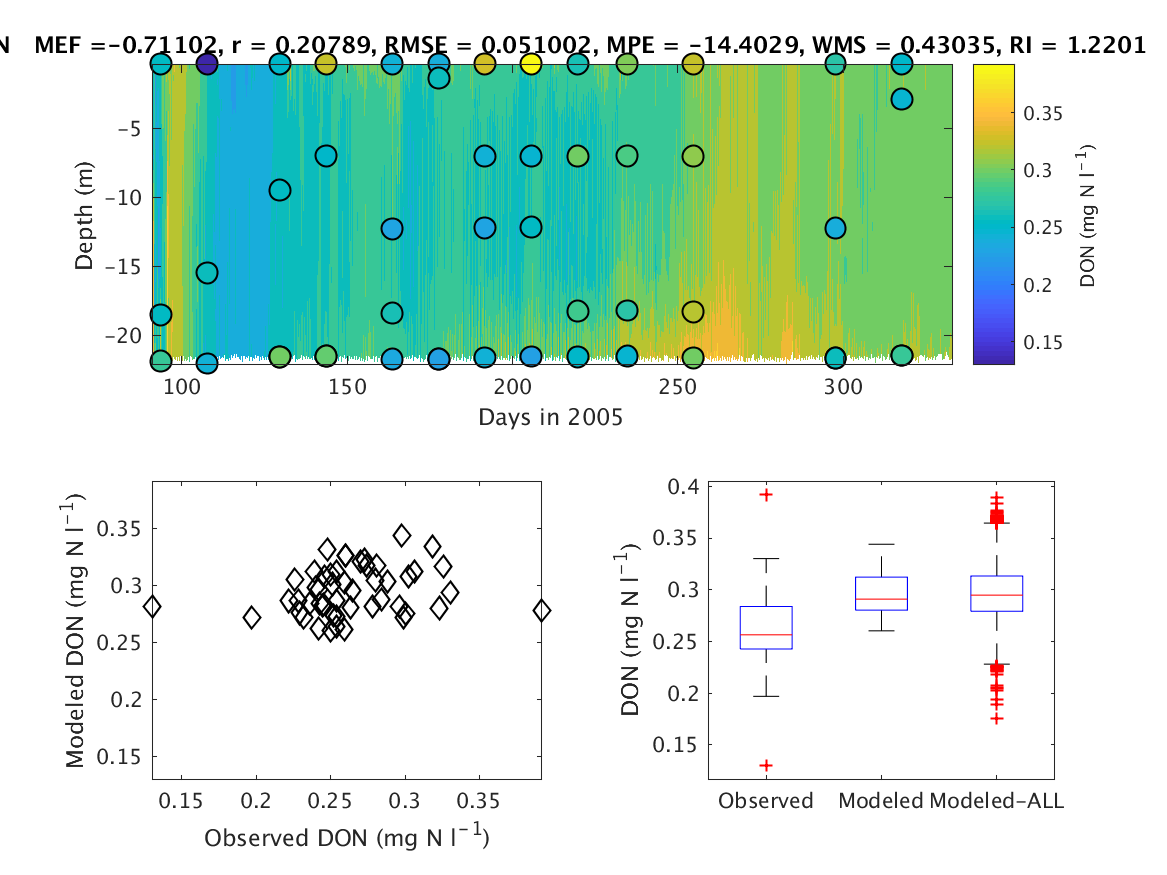 N MEF =-0.71102, r = 0.20789, RMSE = 0.051002, MPE = -14.4029, WMS = 0.43035, RI = 1.2201
Depth (m)
-5
-10
-15
-20
100 150 200 250 300
Days in 2005
0.35
0.3
0.25
0.2
0.15
DON (mg N l⁻¹)
Modeled DON (mg N l⁻¹)
0.35
0.3
0.25
0.2
0.15
0.15 0.2 0.25 0.3 0.35
Observed DON (mg N l⁻¹)
DON (mg N l⁻¹)
0.4
0.35
0.3
0.25
0.2
0.15
Observed Modeled Modeled-ALL